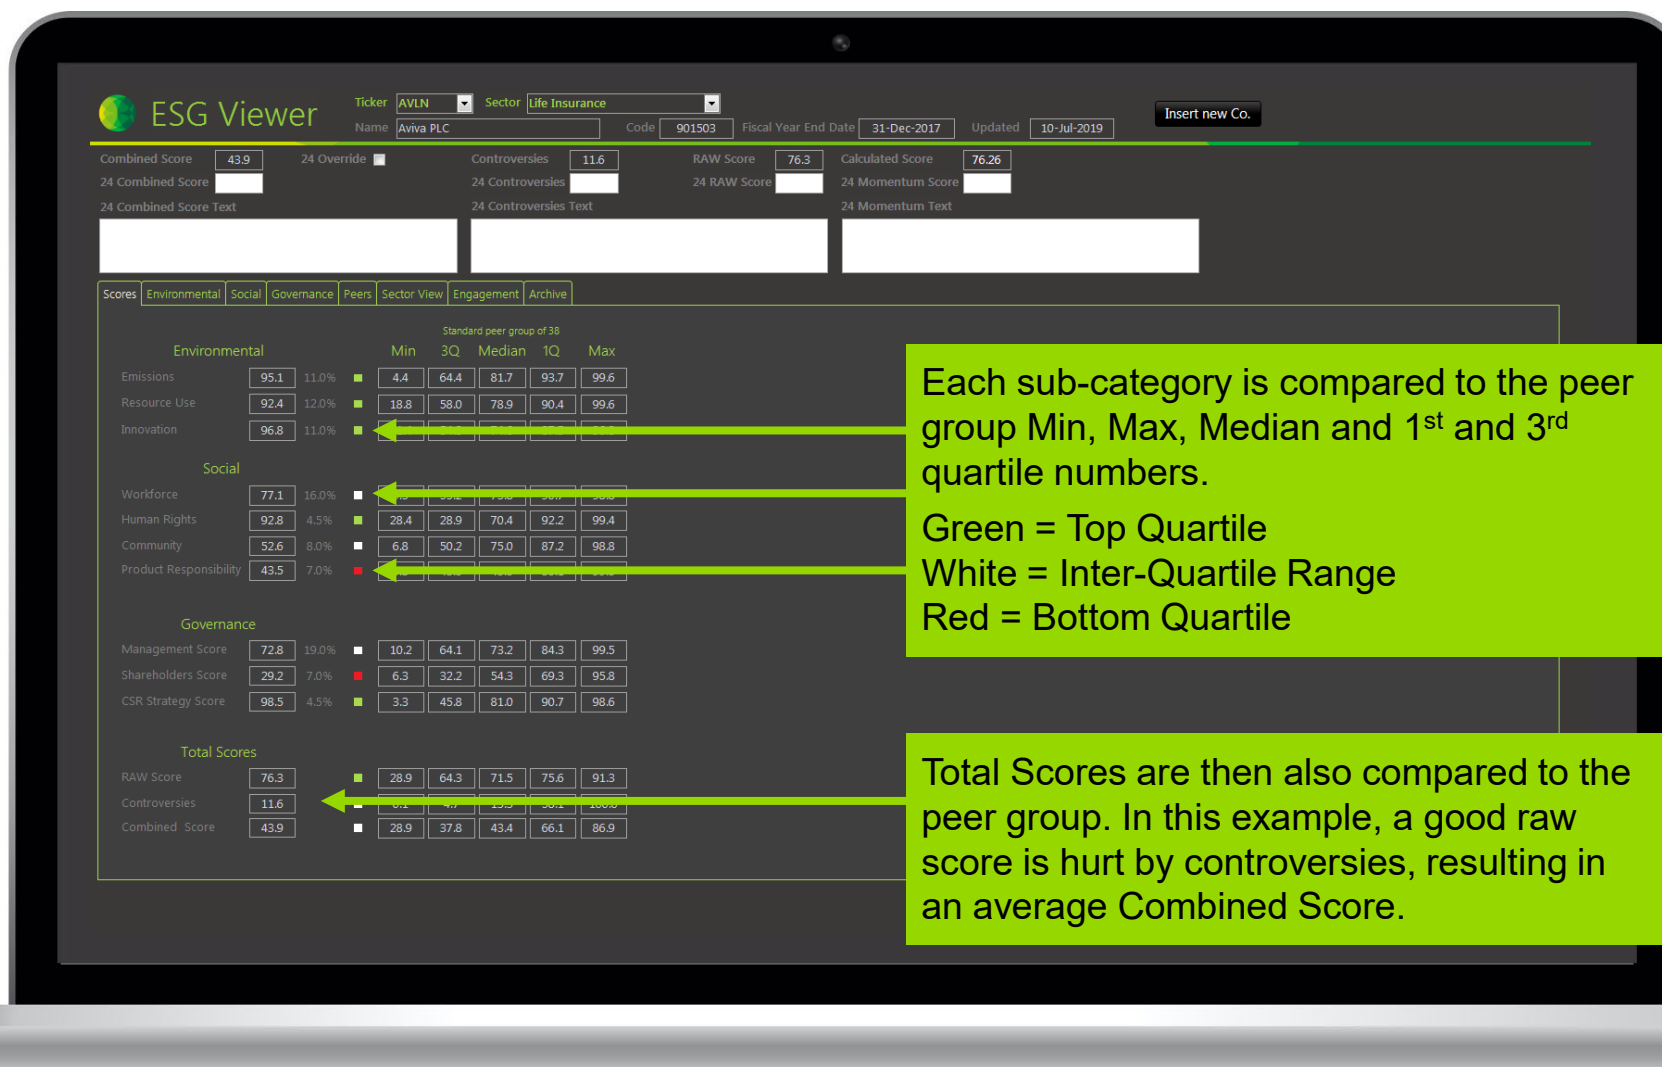 ESG Viewer
Ticker AVLN Sector Life Insurance
Insert new Co.
Name Aviva PLC Code 901503 Fiscal Year End Date 31-Dec-2017 Updated 10-Jul-2019
Combined Score 43.9 24 Override Controversies 11.6 RAW Score 76.3 Calculated Score 76.26
24 Combined Score 24 Controversies 24 RAW Score 24 Momentum Score
24 Combined Score Text 24 Controversies Text 24 Momentum Text
Scores Environmental Social Governance Peers Sector View Engagement Archive
Standard peer group of 38
Environmental Min 3Q Median 1Q Max
Emissions 95.1 11.0% 4.4 64.4 81.7 93.7 99.6
Resource Use 92.4 12.0% 18.8 58.0 78.9 90.4 99.6
Innovation 96.8 11.0%
Social
Workforce 77.1 16.0%
Human Rights 92.8 4.5% 28.4 28.9 70.4 92.2 99.4
Community 52.6 8.0% 6.8 50.2 75.0 87.2 98.8
Product Responsibility 43.5 7.0%
Governance
Management Score 72.8 19.0% 10.2 64.1 73.2 84.3 99.5
Shareholders Score 29.2 7.0% 6.3 32.2 54.3 69.3 95.8
CSR Strategy Score 98.5 4.5% 3.3 45.8 81.0 90.7 98.6
Total Scores
RAW Score 76.3 28.9 64.3 71.5 75.6 91.3
Controversies 11.6
Combined Score 43.9 28.9 37.8 43.4 66.1 86.9
Each sub-category is compared to the peer
group Min, Max, Median and 1st and 3rd
quartile numbers.
Green = Top Quartile
White = Inter-Quartile Range
Red = Bottom Quartile
Total Scores are then also compared to the
peer group. In this example, a good raw
score is hurt by controversies, resulting in
an average Combined Score.